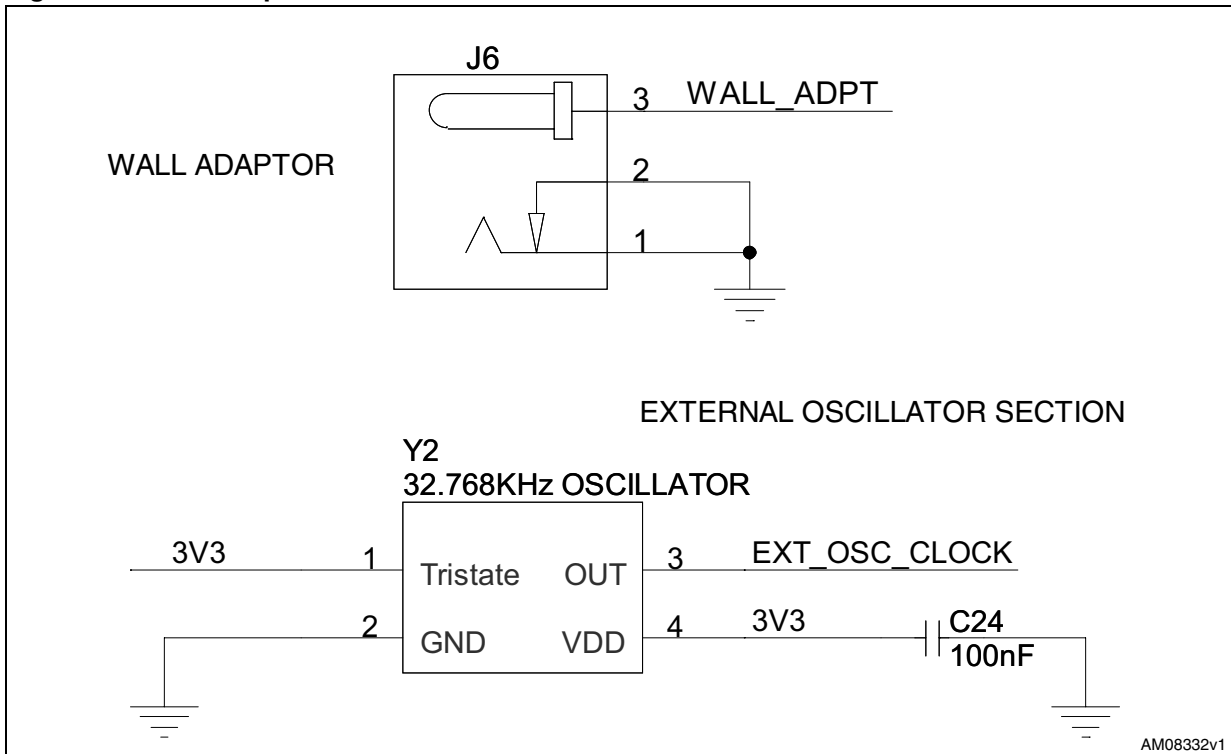 J6
3 WALL_ADPT
WALL ADAPTOR
2
1
EXTERNAL OSCILLATOR SECTION
Y2
32.768KHz OSCILLATOR
3V3 1 Tristate OUT 3 EXT_OSC_CLOCK
2 GND VDD 4 3V3 C24
100nF
AM08332v1